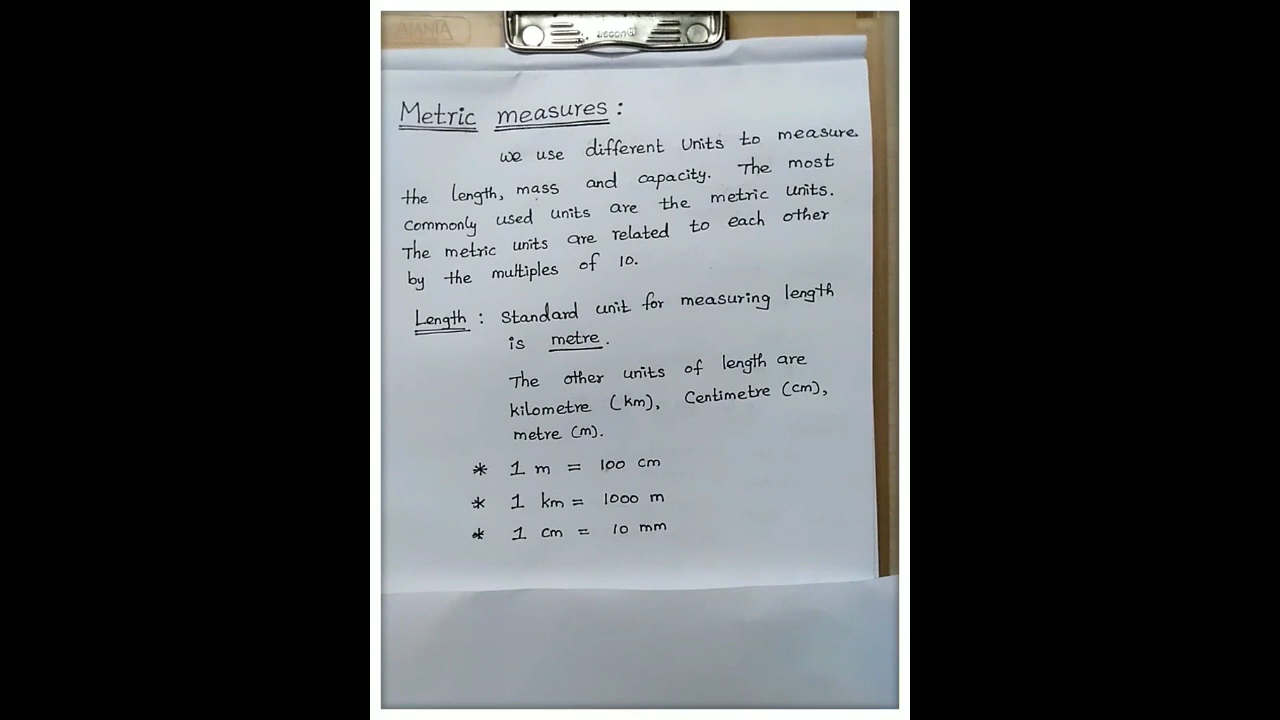 AJANTA
Metric measures :
we use different Units to measure
the length, mass and capacity. The most
commonly used units are the metric units.
The metric units are related to each other
by the multiples of 10.
Length : Standard unit for measuring length
is metre.
The other units of length are
kilometre (km), Centimetre (cm),
metre (m).
* 1 m = 100 cm
* 1 km = 1000 m
* 1 cm = 10 mm